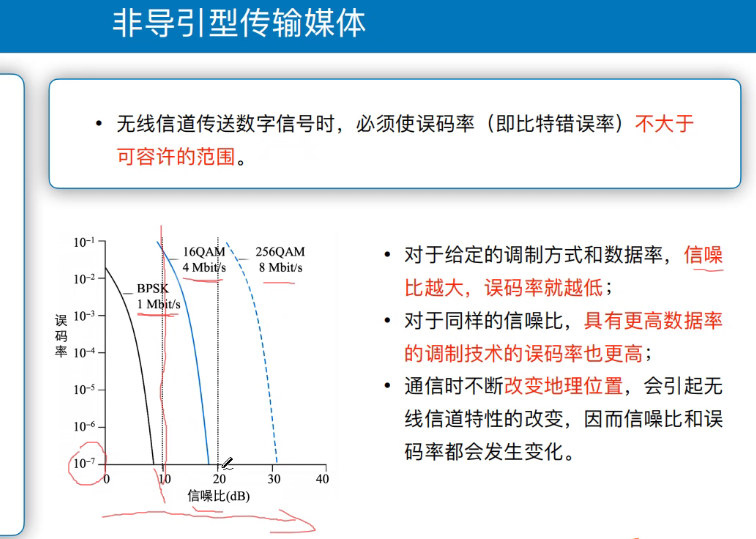 非导引型传输媒体
• 无线信道传送数字信号时，必须使误码率（即比特错误率）不大于
可容许的范围。
10⁻¹
10⁻²
10⁻³
10⁻⁴
10⁻⁵
10⁻⁶
10⁻⁷
误码率
16QAM
4 Mbit/s
256QAM
8 Mbit/s
BPSK
1 Mbit/s
0 10 20 30 40
信噪比(dB)
• 对于给定的调制方式和数据率，信噪
比越大，误码率就越低；
• 对于同样的信噪比，具有更高数据率
的调制技术的误码率也更高；
• 通信时不断改变地理位置，会引起无
线信道特性的改变，因而信噪比和误
码率都会发生变化。